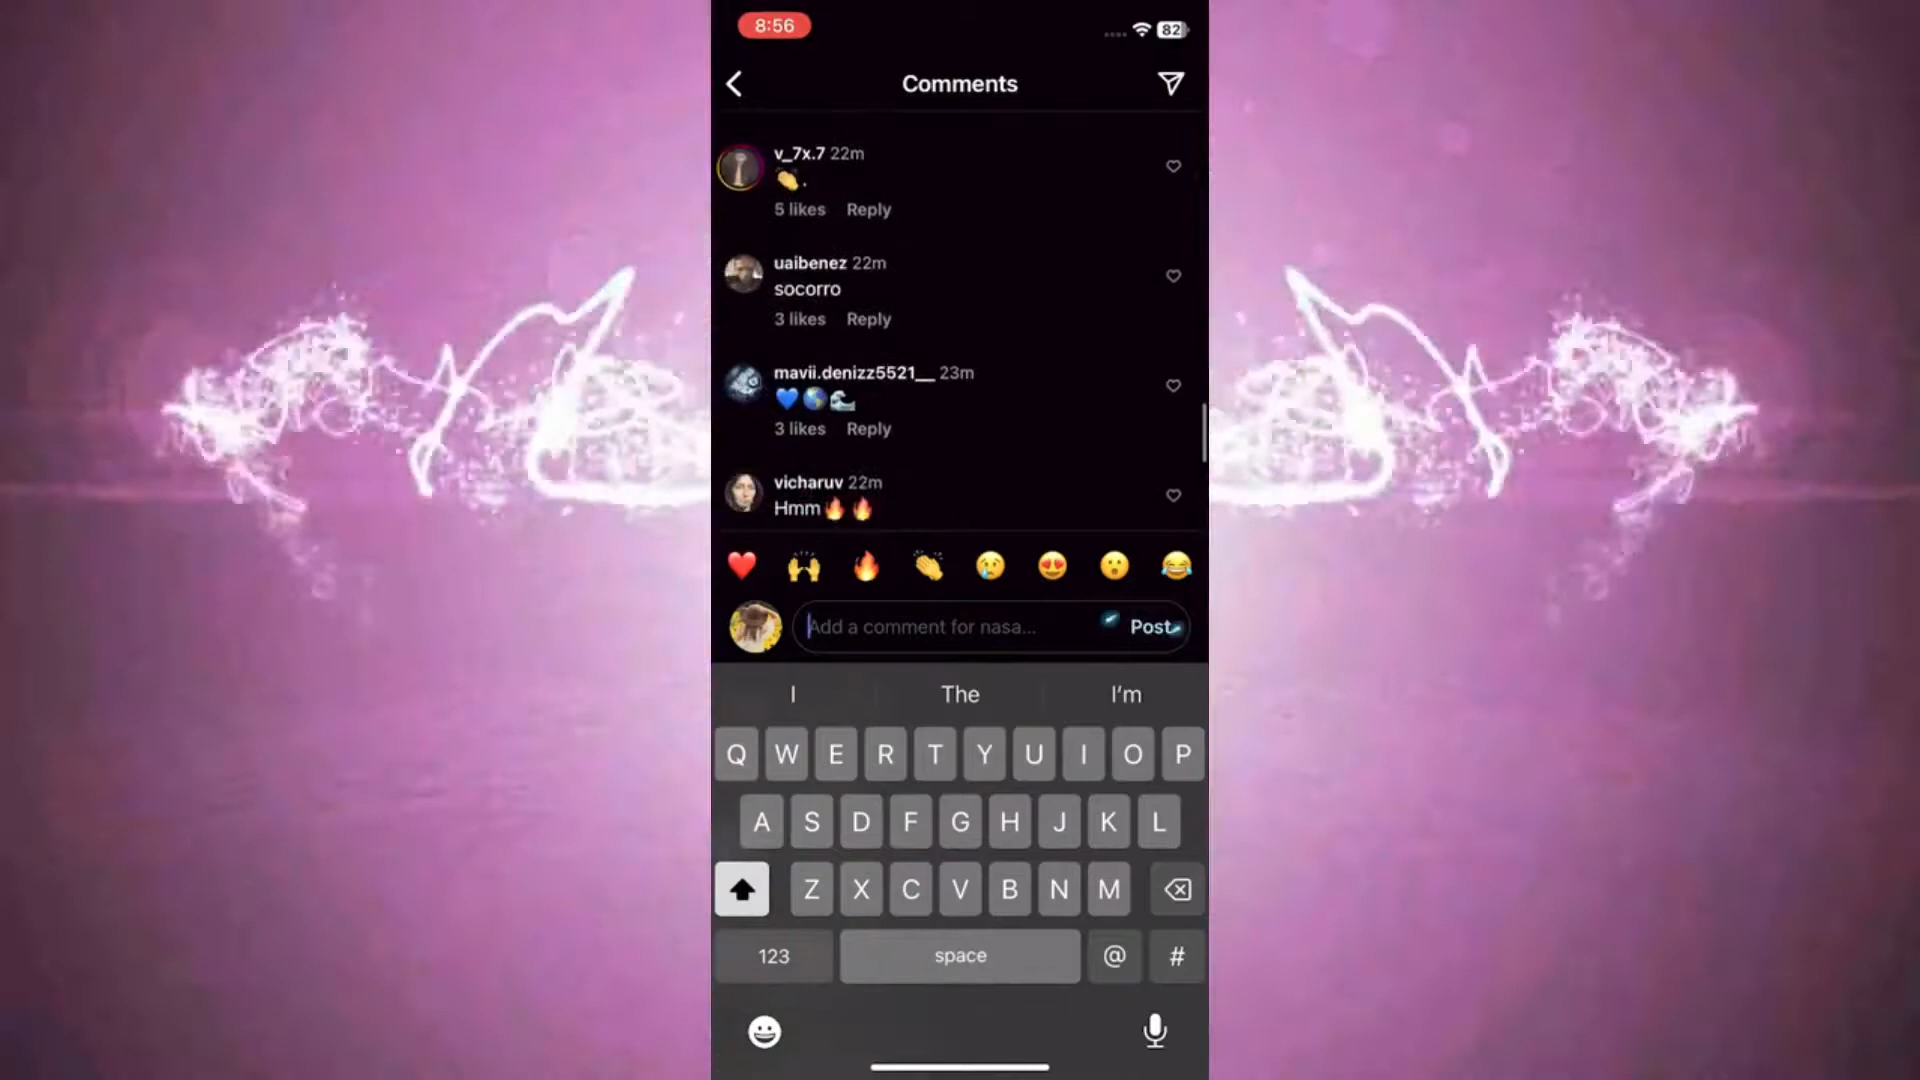 8:56
82
Comments
v_7x.7 22m
👏.
5 likes Reply
uaibenez 22m
socorro
3 likes Reply
mavii.denizz5521__ 23m
💙🌎🌊
3 likes Reply
vicharuv 22m
Hmm🔥🔥
❤️🙌🔥👏😢😍😮😂
Add a comment for nasa... Post
I The I'm
Q W E R T Y U I O P
A S D F G H J K L
Z X C V B N M
123 space @ #